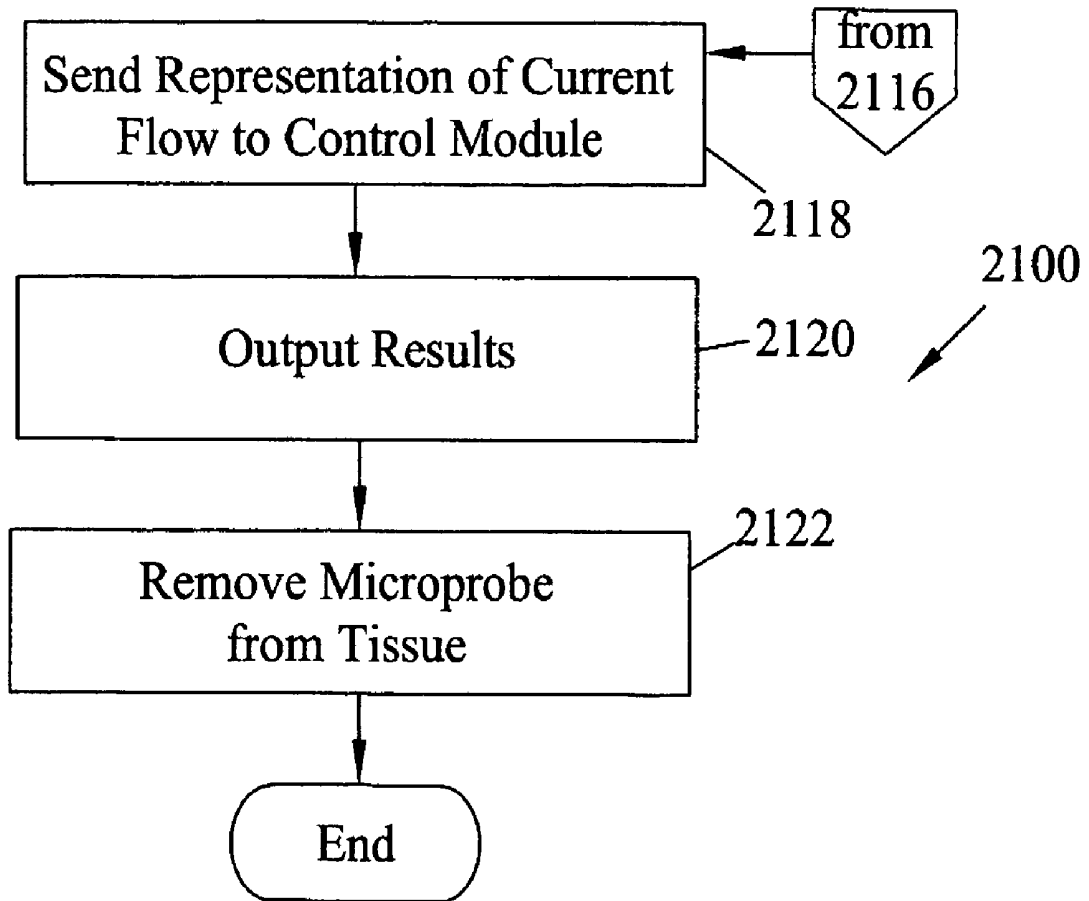 Send Representation of Current
Flow to Control Module
from
2116
2118
2100
Output Results
2120
2122
Remove Microprobe
from Tissue
End